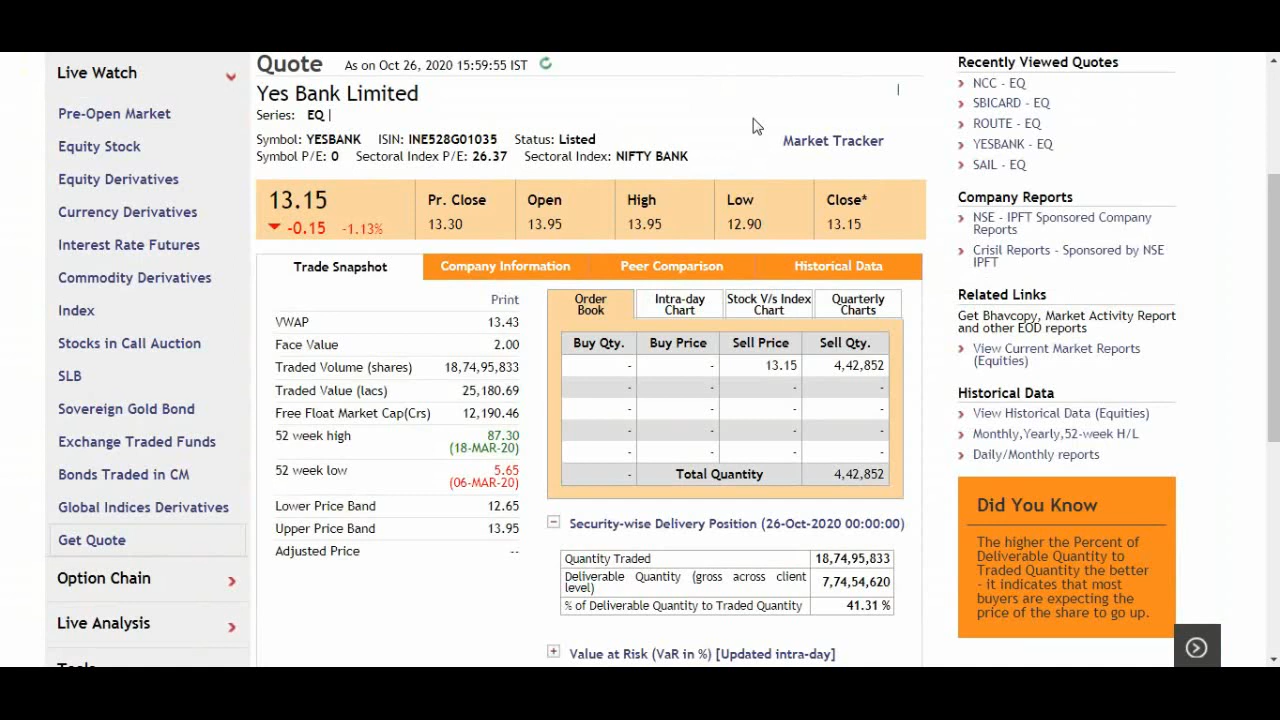 Live Watch
Pre-Open Market
Equity Stock
Equity Derivatives
Currency Derivatives
Interest Rate Futures
Commodity Derivatives
Index
Stocks in Call Auction
SLB
Sovereign Gold Bond
Exchange Traded Funds
Bonds Traded in CM
Global Indices Derivatives
Get Quote
Option Chain
Live Analysis
Quote As on Oct 26, 2020 15:59:55 IST
Yes Bank Limited
Series: EQ |
Symbol: YESBANK ISIN: INE528G01035 Status: Listed
Symbol P/E: 0 Sectoral Index P/E: 26.37 Sectoral Index: NIFTY BANK
Market Tracker
13.15 Pr. Close Open High Low Close*
-0.15 -1.13% 13.30 13.95 13.95 12.90 13.15
Trade Snapshot Company Information Peer Comparison Historical Data
Print
VWAP 13.43
Face Value 2.00
Traded Volume (shares) 18,74,95,833
Traded Value (lacs) 25,180.69
Free Float Market Cap(Crs) 12,190.46
52 week high 87.30
(18-MAR-20)
52 week low 5.65
(06-MAR-20)
Lower Price Band 12.65
Upper Price Band 13.95
Adjusted Price --
Order Intra-day Stock V/s Index Quarterly
Book Chart Chart Charts
Buy Qty. Buy Price Sell Price Sell Qty.
- - 13.15 4,42,852
- - - -
- - - -
- - - -
- - - -
- Total Quantity 4,42,852
Security-wise Delivery Position (26-Oct-2020 00:00:00)
Quantity Traded 18,74,95,833
Deliverable Quantity (gross across client
level) 7,74,54,620
% of Deliverable Quantity to Traded Quantity 41.31 %
Value at Risk (VaR in %) [Updated intra-day]
Recently Viewed Quotes
NCC - EQ
SBICARD - EQ
ROUTE - EQ
YESBANK - EQ
SAIL - EQ
Company Reports
NSE - IPFT Sponsored Company
Reports
Crisil Reports - Sponsored by NSE
IPFT
Related Links
Get Bhavcopy, Market Activity Report
and other EOD reports
View Current Market Reports
(Equities)
Historical Data
View Historical Data (Equities)
Monthly,Yearly,52-week H/L
Daily/Monthly reports
Did You Know
The higher the Percent of
Deliverable Quantity to
Traded Quantity the better
- it indicates that most
buyers are expecting the
price of the share to go up.